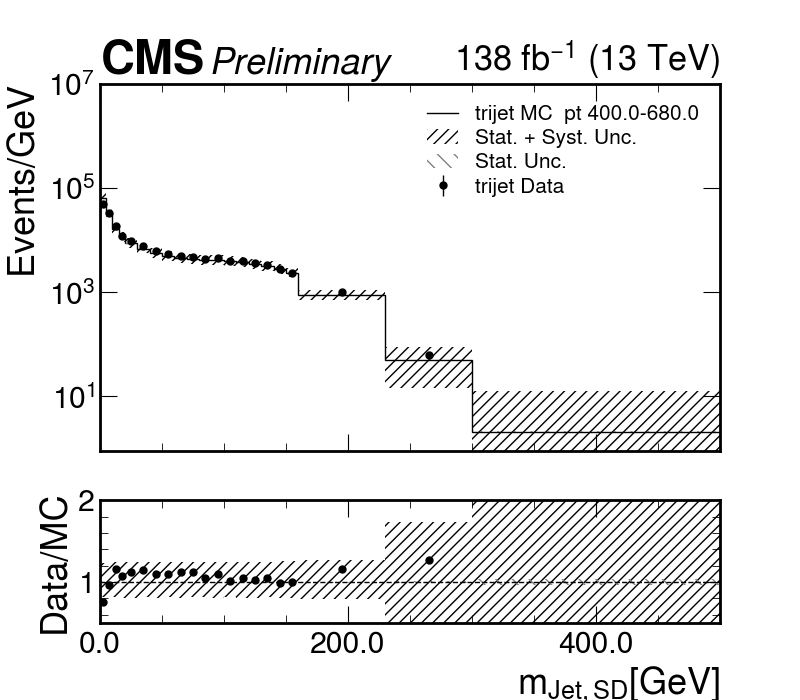 CMS Preliminary 138 fb⁻¹ (13 TeV)
Events/GeV
10⁷
10⁵
10³
10¹
trijet MC pt 400.0-680.0
Stat. + Syst. Unc.
Stat. Unc.
trijet Data
Data/MC
2
1
0.0 200.0 400.0
m_Jet, SD[GeV]